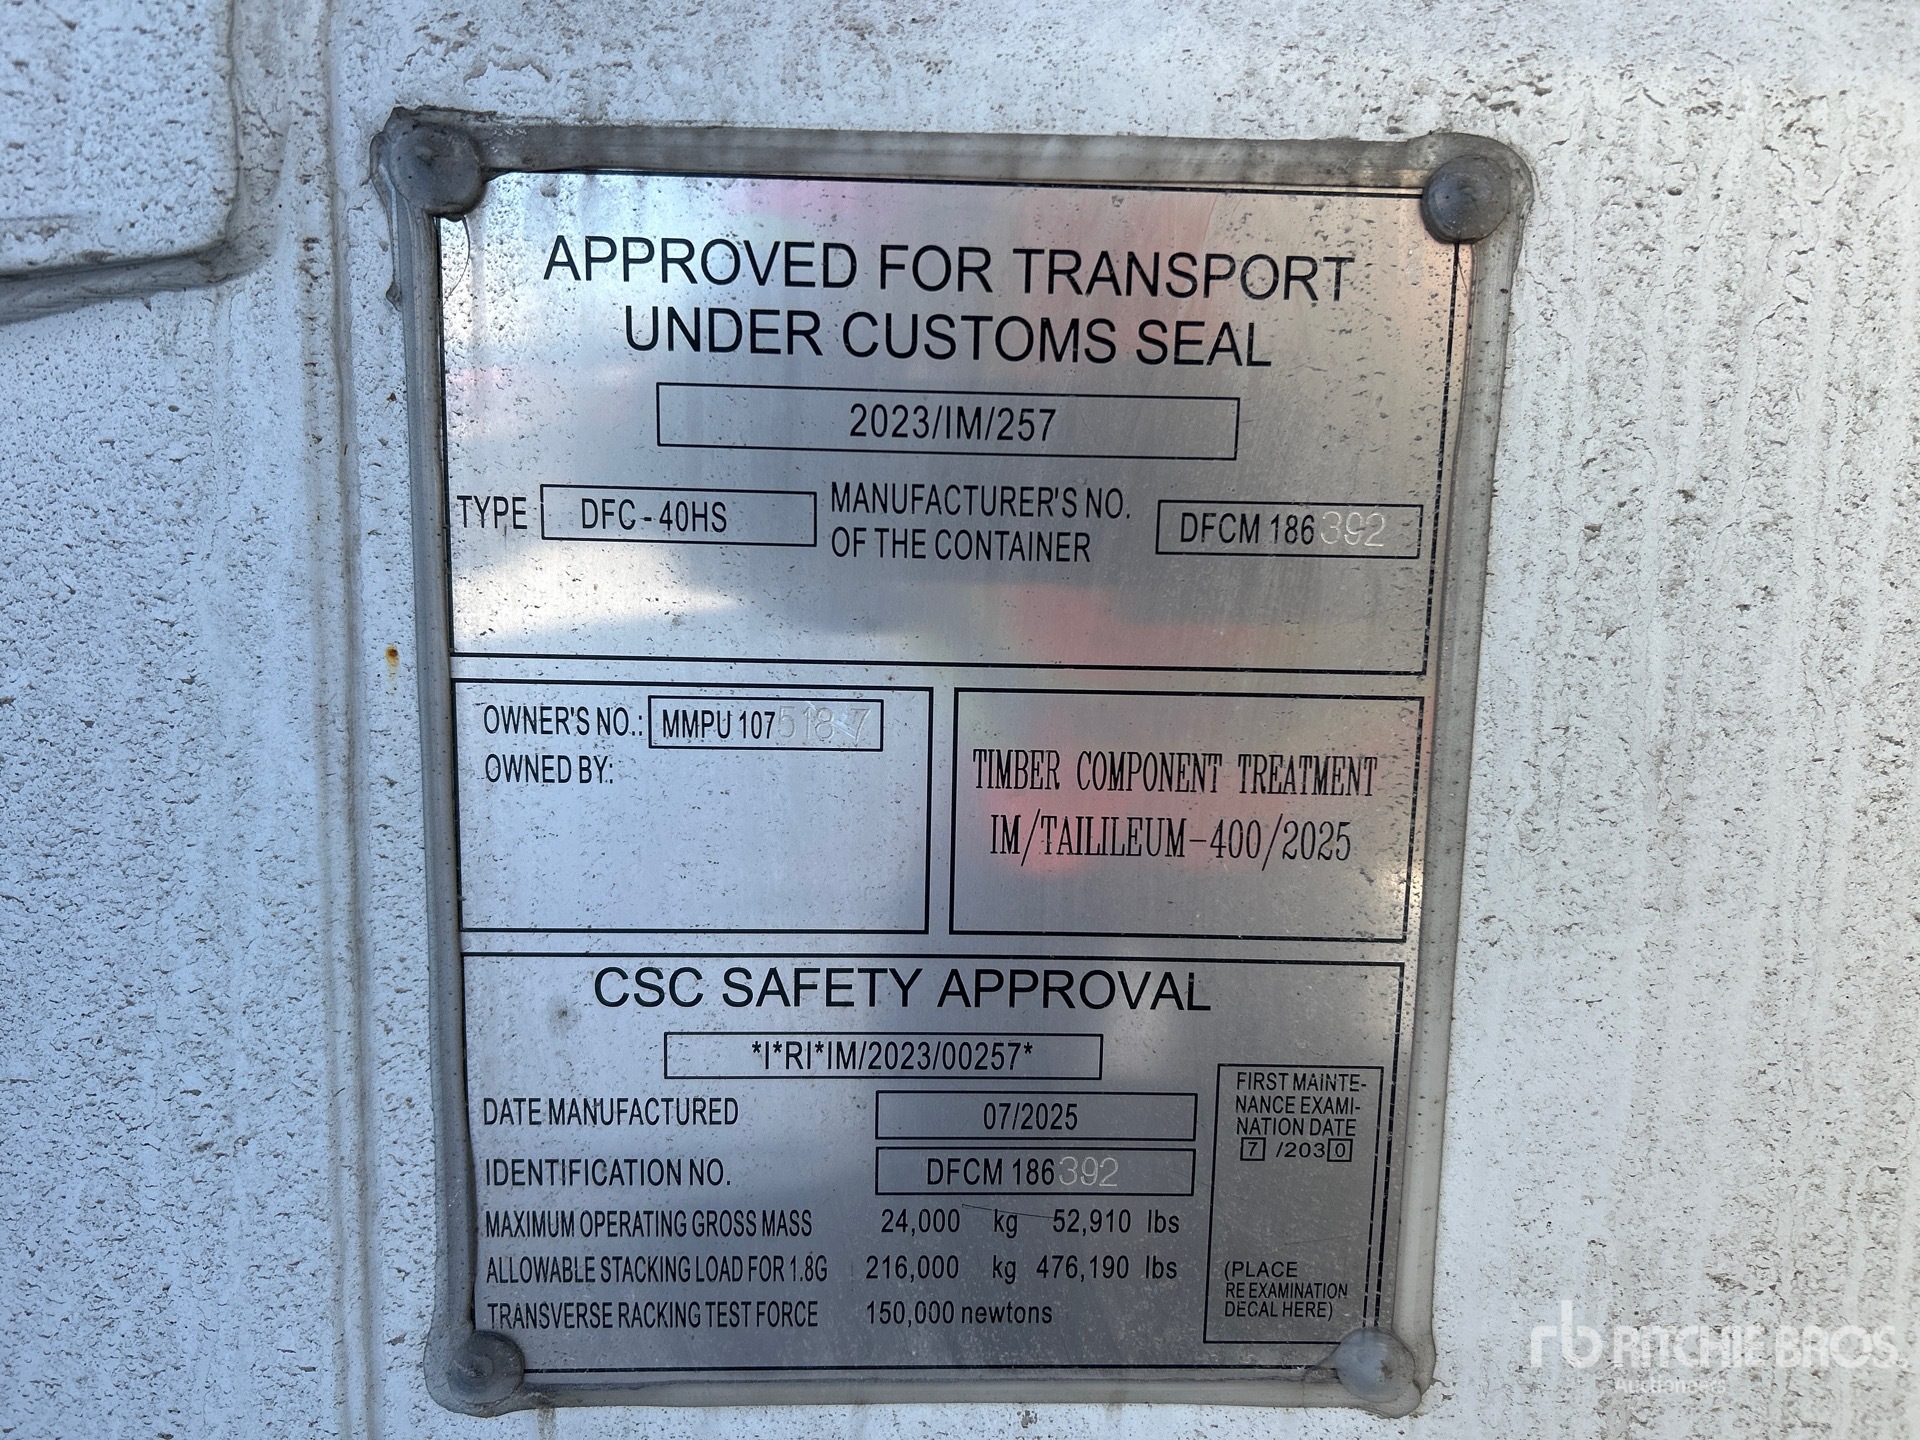 APPROVED FOR TRANSPORT
UNDER CUSTOMS SEAL
2023/IM/257
TYPE DFC-40HS MANUFACTURER'S NO. OF THE CONTAINER DFCM 186392
OWNER'S NO.: MMPU 107518 7
OWNED BY:
TIMBER COMPONENT TREATMENT
IM/TAILILEUM-400/2025
CSC SAFETY APPROVAL
*I*RI*IM/2023/00257*
DATE MANUFACTURED 07/2025
IDENTIFICATION NO. DFCM 186392
MAXIMUM OPERATING GROSS MASS 24,000 kg 52,910 lbs
ALLOWABLE STACKING LOAD FOR 1.8G 216,000 kg 476,190 lbs
TRANSVERSE RACKING TEST FORCE 150,000 newtons
FIRST MAINTE-
NANCE EXAMI-
NATION DATE
7 /2030
(PLACE
RE EXAMINATION
DECAL HERE)
rb RITCHIE BROS.
Auctioneers